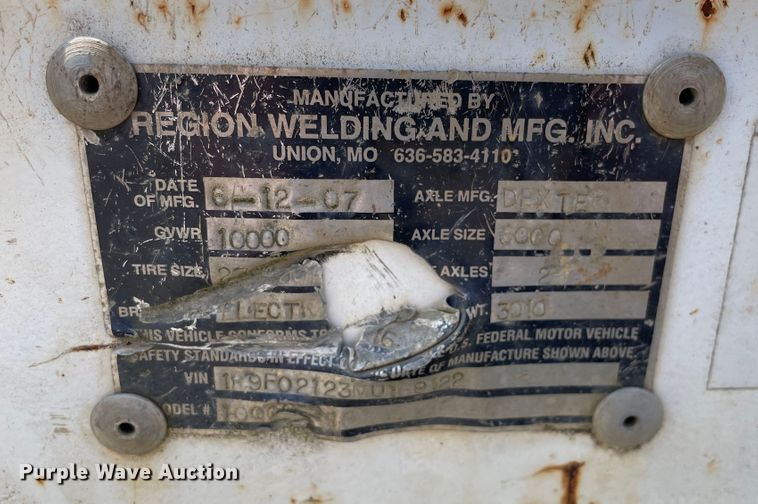 MANUFACTURED BY
REGION WELDING AND MFG. INC.
UNION, MO 636-583-4110
DATE OF MFG. 6-12-07 AXLE MFG. DEXTER
GVWR 10000 AXLE SIZE 6000
TIRE SIZE AXLES 2
WT. 3010
THIS VEHICLE CONFORMS TO U.S. FEDERAL MOTOR VEHICLE
SAFETY STANDARDS IN EFFECT DATE OF MANUFACTURE SHOWN ABOVE.
VIN
MODEL #
Purple Wave Auction